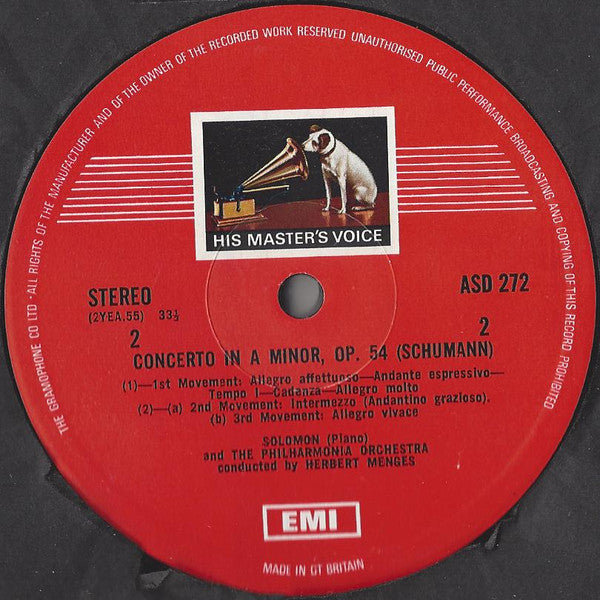 THE GRAMOPHONE CO LTD · ALL RIGHTS OF THE MANUFACTURER AND OF THE OWNER OF THE RECORDED WORK RESERVED UNAUTHORISED PUBLIC PERFORMANCE BROADCASTING AND COPYING OF THIS RECORD PROHIBITED
HIS MASTER'S VOICE
STEREO
ASD 272
(2YEA.55) 33⅓
2
2
CONCERTO IN A MINOR, OP. 54 (SCHUMANN)
(1)—1st Movement: Allegro affettuoso—Andante espressivo—
Tempo I—Cadanza—Allegro molto
(2)—(a) 2nd Movement: Intermezzo (Andantino grazioso).
(b) 3rd Movement: Allegro vivace
SOLOMON (Piano)
and THE PHILHARMONIA ORCHESTRA
conducted by HERBERT MENGES
EMI
MADE IN GT BRITAIN